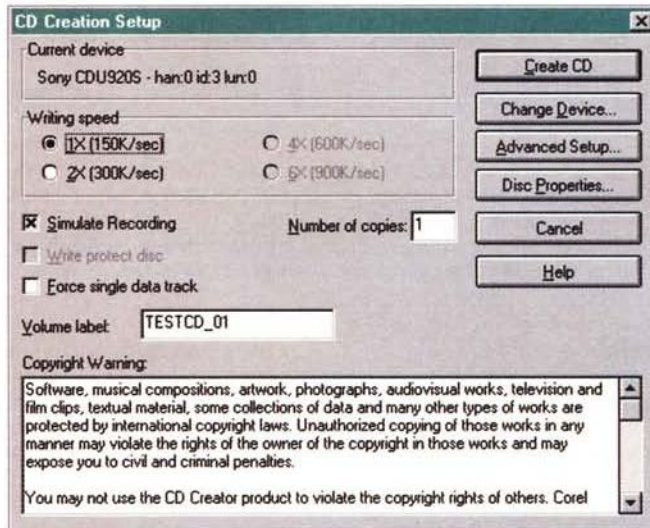 CD Creation Setup
Current device
Sony CDU920S - han:0 id:3 lun:0
Create CD
Change Device...
Writing speed
1X (150K/sec)
4X (600K/sec)
2X (300K/sec)
6X (900K/sec)
Advanced Setup...
Disc Properties...
Simulate Recording
Number of copies: 1
Cancel
Write protect disc
Help
Force single data track
Volume label: TESTCD_01
Copyright Warning:
Software, musical compositions, artwork, photographs, audiovisual works, television and
film clips, textual material, some collections of data and many other types of works are
protected by international copyright laws. Unauthorized copying of those works in any
manner may violate the rights of the owner of the copyright in those works and may
expose you to civil and criminal penalties.
You may not use the CD Creator product to violate the copyright rights of others. Corel